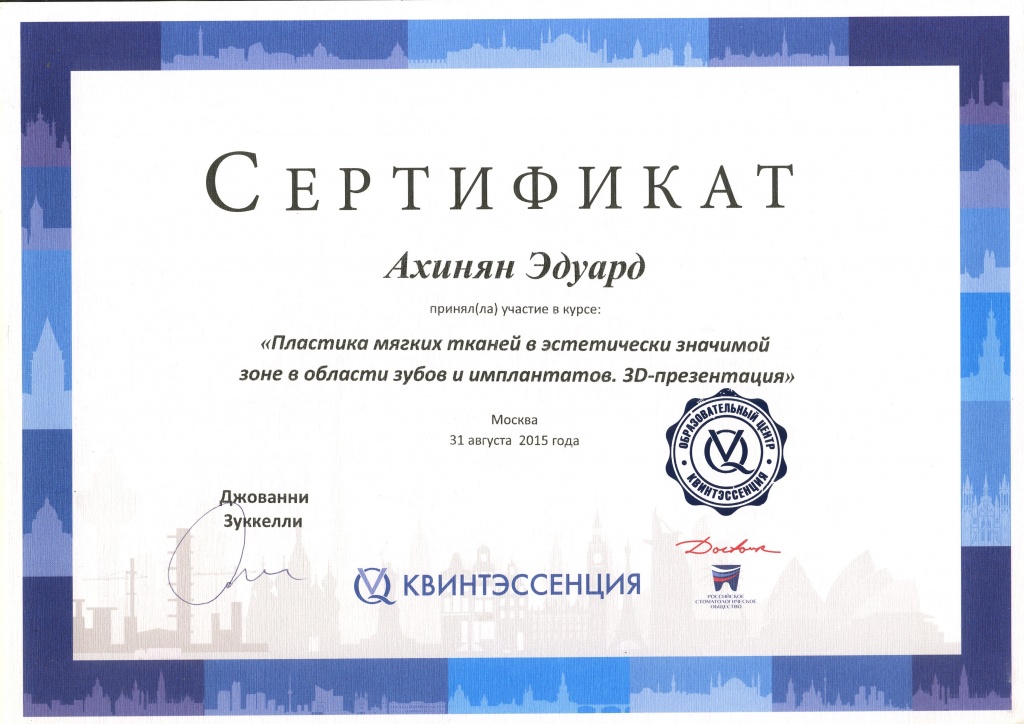 СЕРТИФИКАТ
Ахинян Эдуард
принял(ла) участие в курсе:
«Пластика мягких тканей в эстетически значимой
зоне в области зубов и имплантатов. 3D-презентация»
Москва
31 августа 2015 года
ОБРАЗОВАТЕЛЬНЫЙ ЦЕНТР
КВИНТЭССЕНЦИЯ
Джованни
Зуккелли
КВИНТЭССЕНЦИЯ
РОССИЙСКОЕ
СТОМАТОЛОГИЧЕСКОЕ
ОБЩЕСТВО